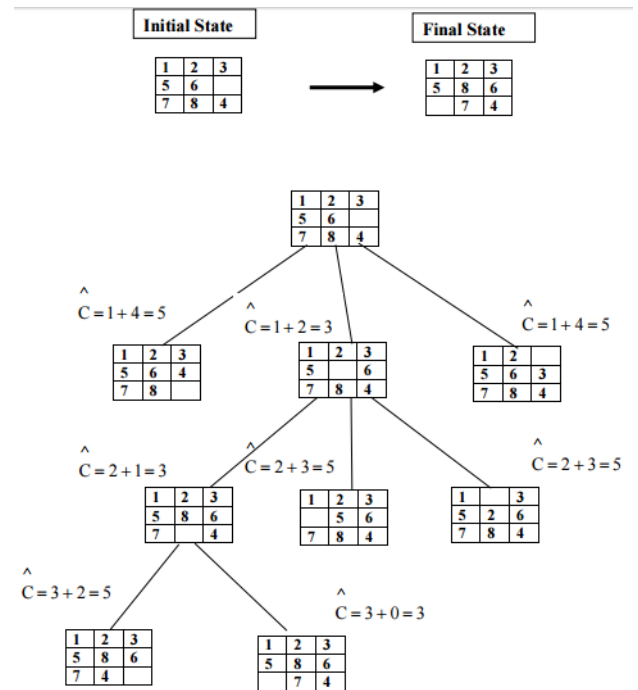 Initial State
Final State
1 2 3
5 6
7 8 4
1 2 3
5 8 6
7 4
1 2 3
5 6
7 8 4
^
C=1+4=5
^
C=1+2=3
^
C=1+4=5
1 2 3
5 6 4
7 8
1 2 3
5 6
7 8 4
1 2
5 6 3
7 8 4
^
C=2+1=3
^
C=2+3=5
^
C=2+3=5
1 2 3
5 8 6
7 4
1 2 3
5 6
7 8 4
1 3
5 2 6
7 8 4
^
C=3+2=5
^
C=3+0=3
1 2 3
5 8 6
7 4
1 2 3
5 8 6
7 4